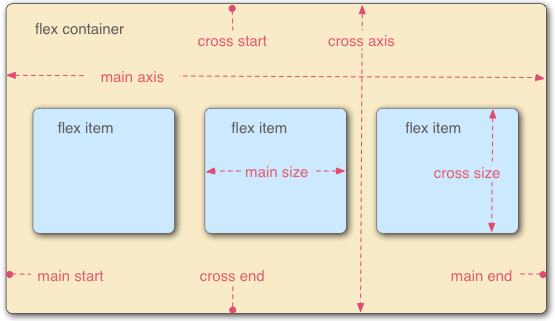 flex container
cross start
cross axis
main axis
flex item
flex item
flex item
main size
cross size
main start
cross end
main end